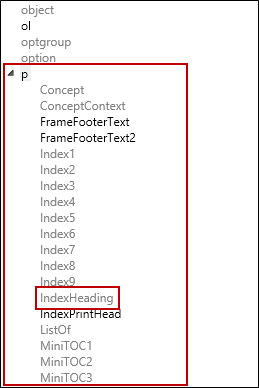 object
ol
optgroup
option
p
Concept
ConceptContext
FrameFooterText
FrameFooterText2
Index1
Index2
Index3
Index4
Index5
Index6
Index7
Index8
Index9
IndexHeading
IndexPrintHead
ListOf
MiniTOC1
MiniTOC2
MiniTOC3